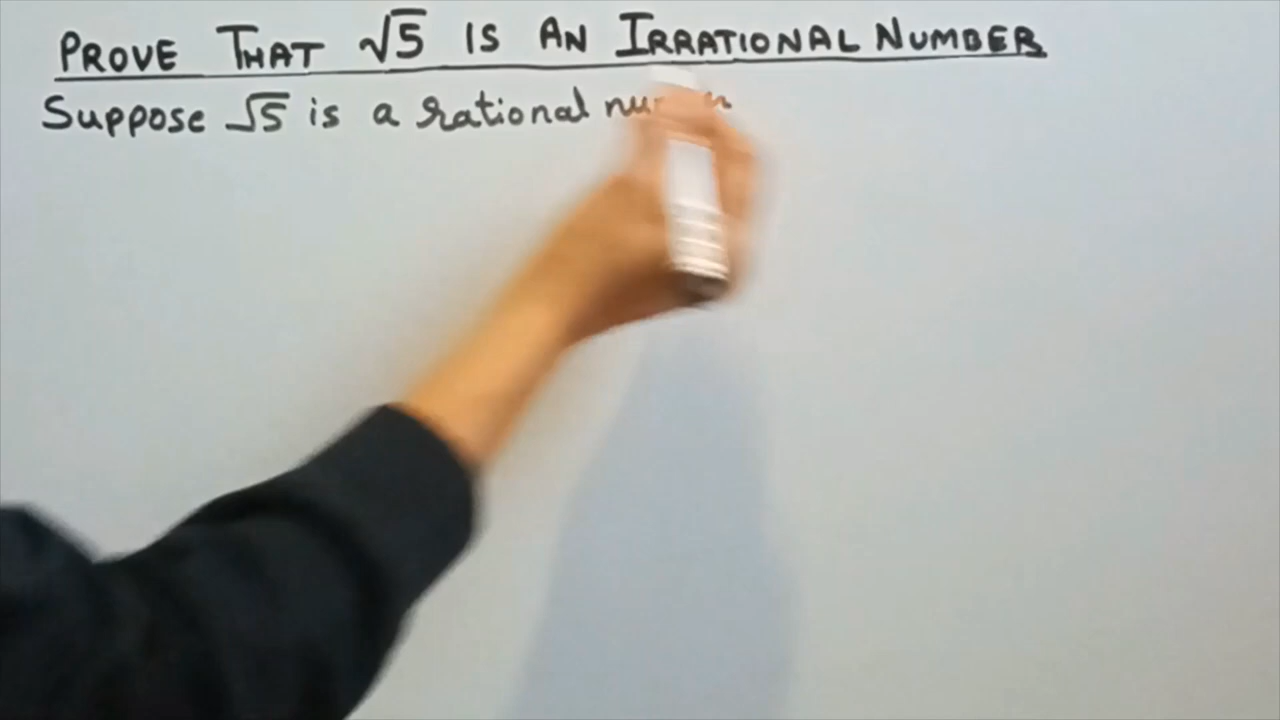 PROVE THAT √5 IS AN IRRATIONAL NUMBER
Suppose √5 is a rational